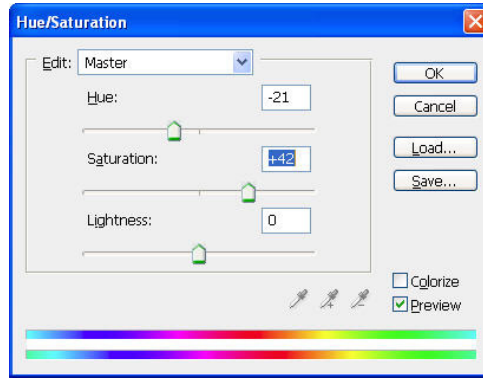 Hue/Saturation
Edit: Master
Hue: -21
Saturation: +42
Lightness: 0
OK
Cancel
Load...
Save...
Colorize
Preview